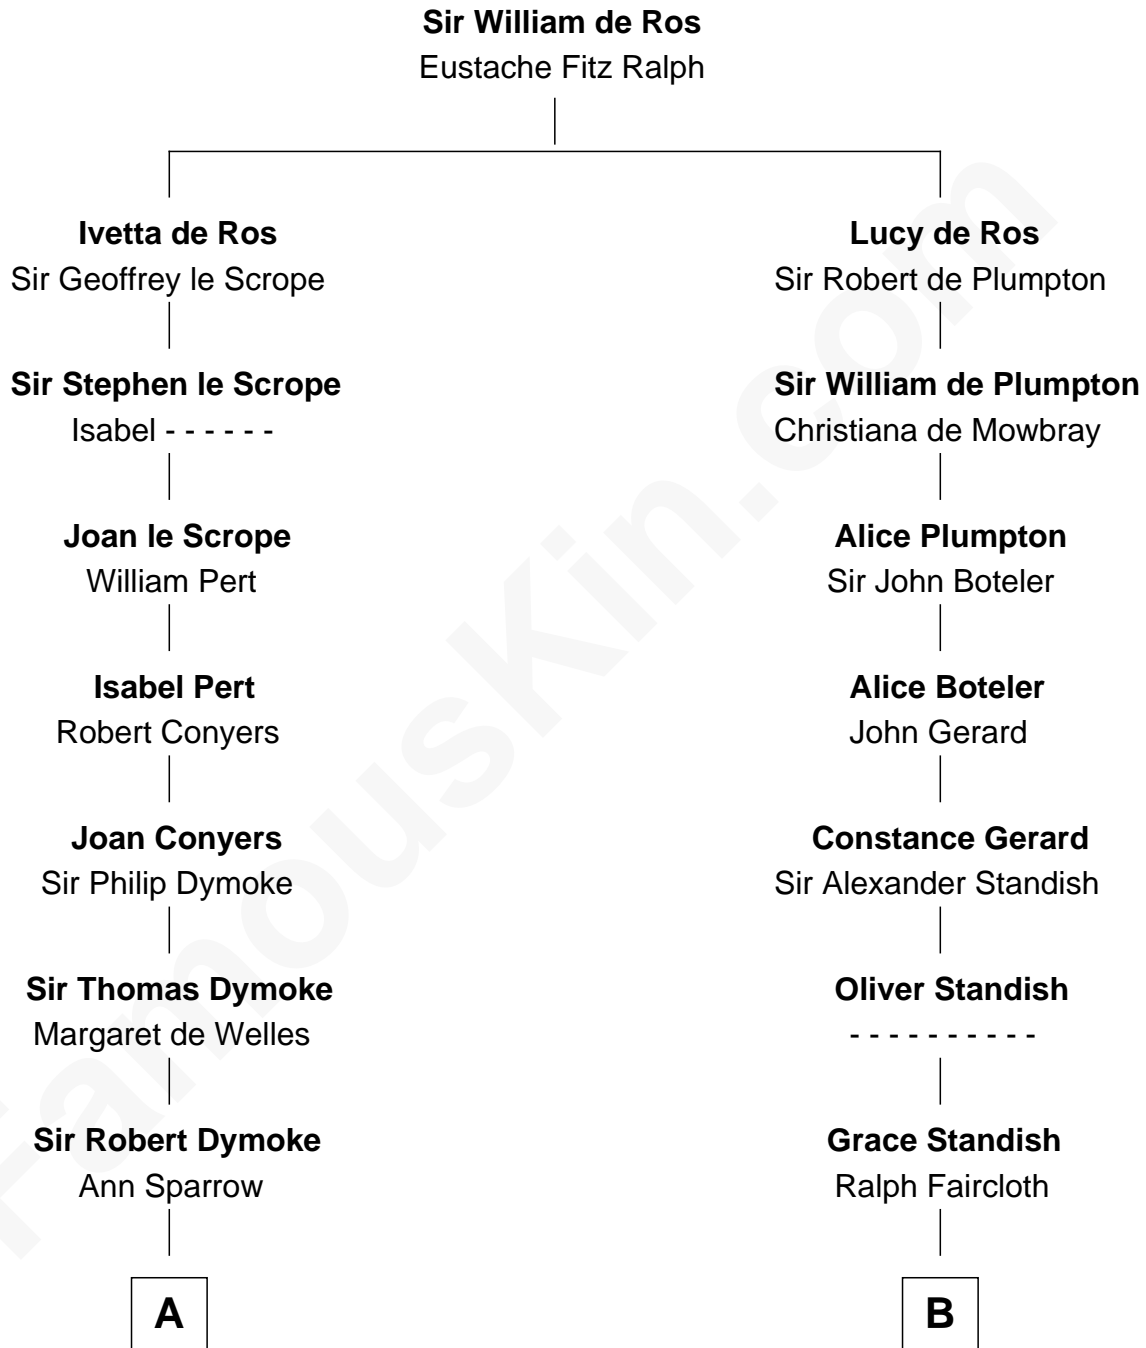 Sir William de Ros
Eustache Fitz Ralph
Ivetta de Ros
Sir Geoffrey le Scrope
Lucy de Ros
Sir Robert de Plumpton
Sir Stephen le Scrope
Isabel - - - - - -
Sir William de Plumpton
Christiana de Mowbray
Joan le Scrope
William Pert
Alice Plumpton
Sir John Boteler
Isabel Pert
Robert Conyers
Alice Boteler
John Gerard
Joan Conyers
Sir Philip Dymoke
Constance Gerard
Sir Alexander Standish
Sir Thomas Dymoke
Margaret de Welles
Oliver Standish
- - - - - - - - - -
Sir Robert Dymoke
Ann Sparrow
Grace Standish
Ralph Faircloth
A
B
FamousKin.com